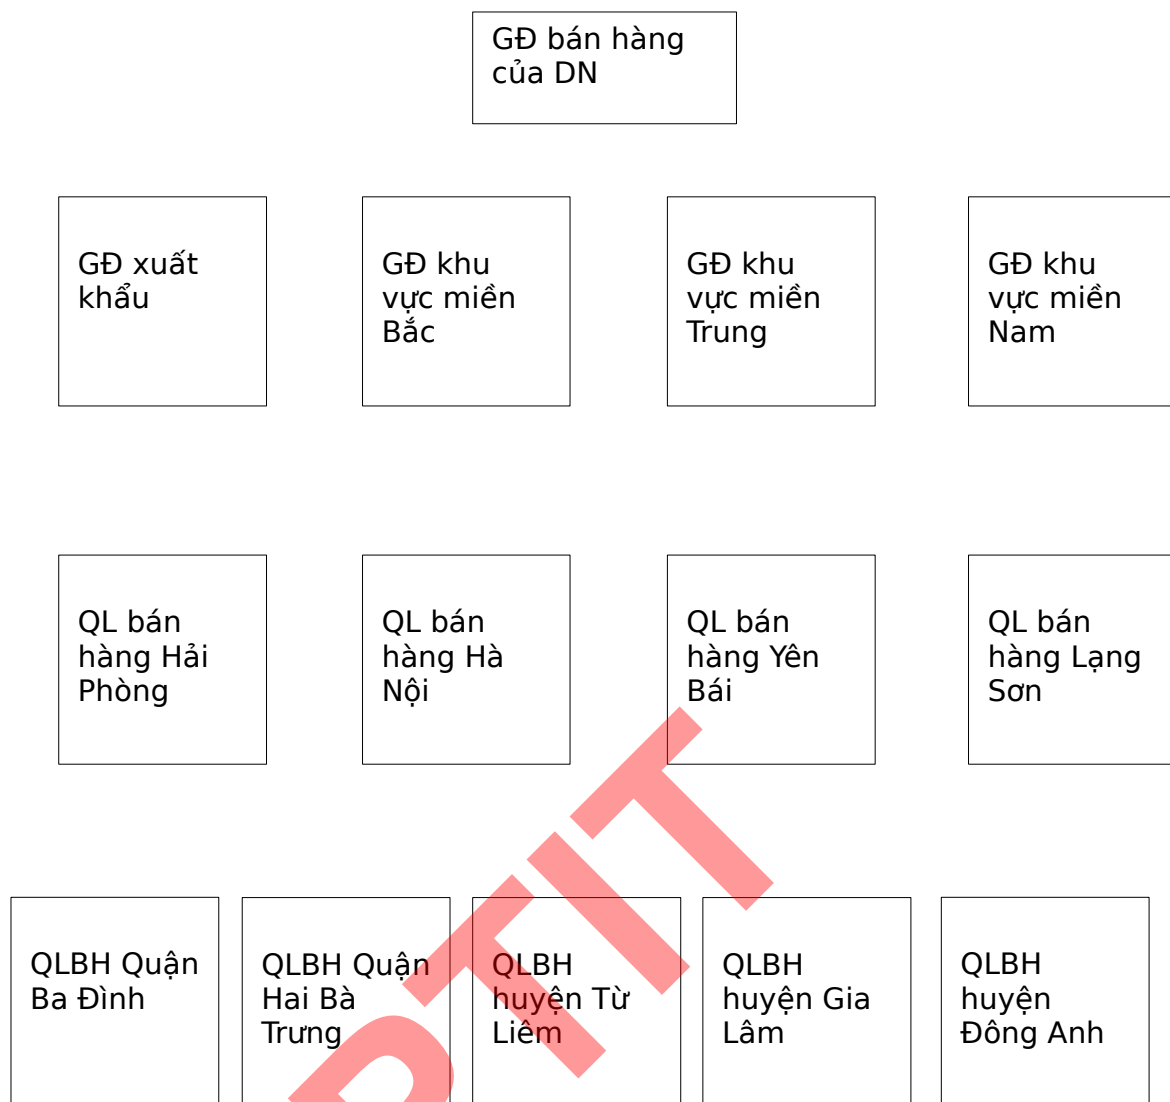 GĐ bán hàng
của DN
GĐ xuất
khẩu
GĐ khu
vực miền
Bắc
GĐ khu
vực miền
Trung
GĐ khu
vực miền
Nam
QL bán
hàng Hải
Phòng
QL bán
hàng Hà
Nội
QL bán
hàng Yên
Bái
QL bán
hàng Lạng
Sơn
QLBH Quận
Ba Đình
QLBH Quận
Hai Bà
Trưng
QLBH
huyện Từ
Liêm
QLBH
huyện Gia
Lâm
QLBH
huyện
Đông Anh
PTIT